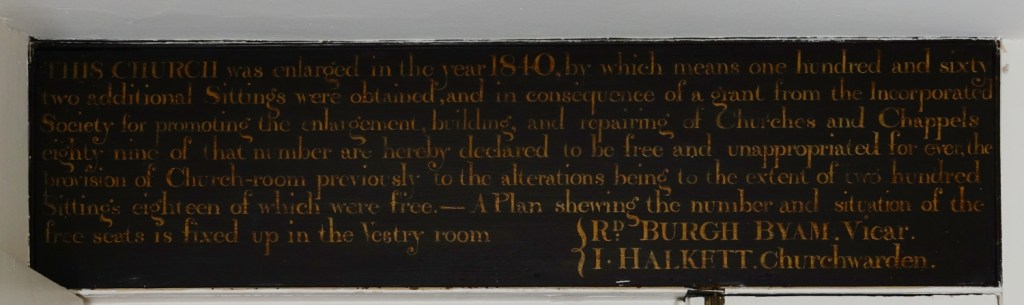 THIS CHURCH was enlarged in the year 1840, by which means one hundred and sixty
two additional Sittings were obtained, and in consequence of a grant from the Incorporated
Society for promoting the enlargement, building, and repairing of Churches and Chappels
eighty nine of that number are hereby declared to be free and unappropriated for ever, the
provision of Church-room previously to the alterations being to the extent of two hundred
Sittings eighteen of which were free. — A Plan shewing the number and situation of the
free seats is fixed up in the Vestry room
RD. BURGH BYAM, Vicar.
I. HALKETT. Churchwarden.